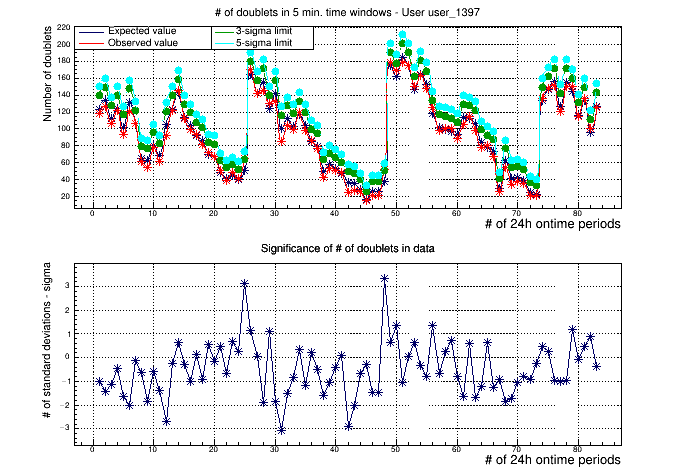 # of doublets in 5 min. time windows - User user_1397
Expected value
3-sigma limit
Observed value
5-sigma limit
Number of doublets
220
200
180
160
140
120
100
80
60
40
20
0 10 20 30 40 50 60 70 80
# of 24h ontime periods
Significance of # of doublets in data
# of standard deviations - sigma
3
2
1
0
-1
-2
-3
0 10 20 30 40 50 60 70 80
# of 24h ontime periods